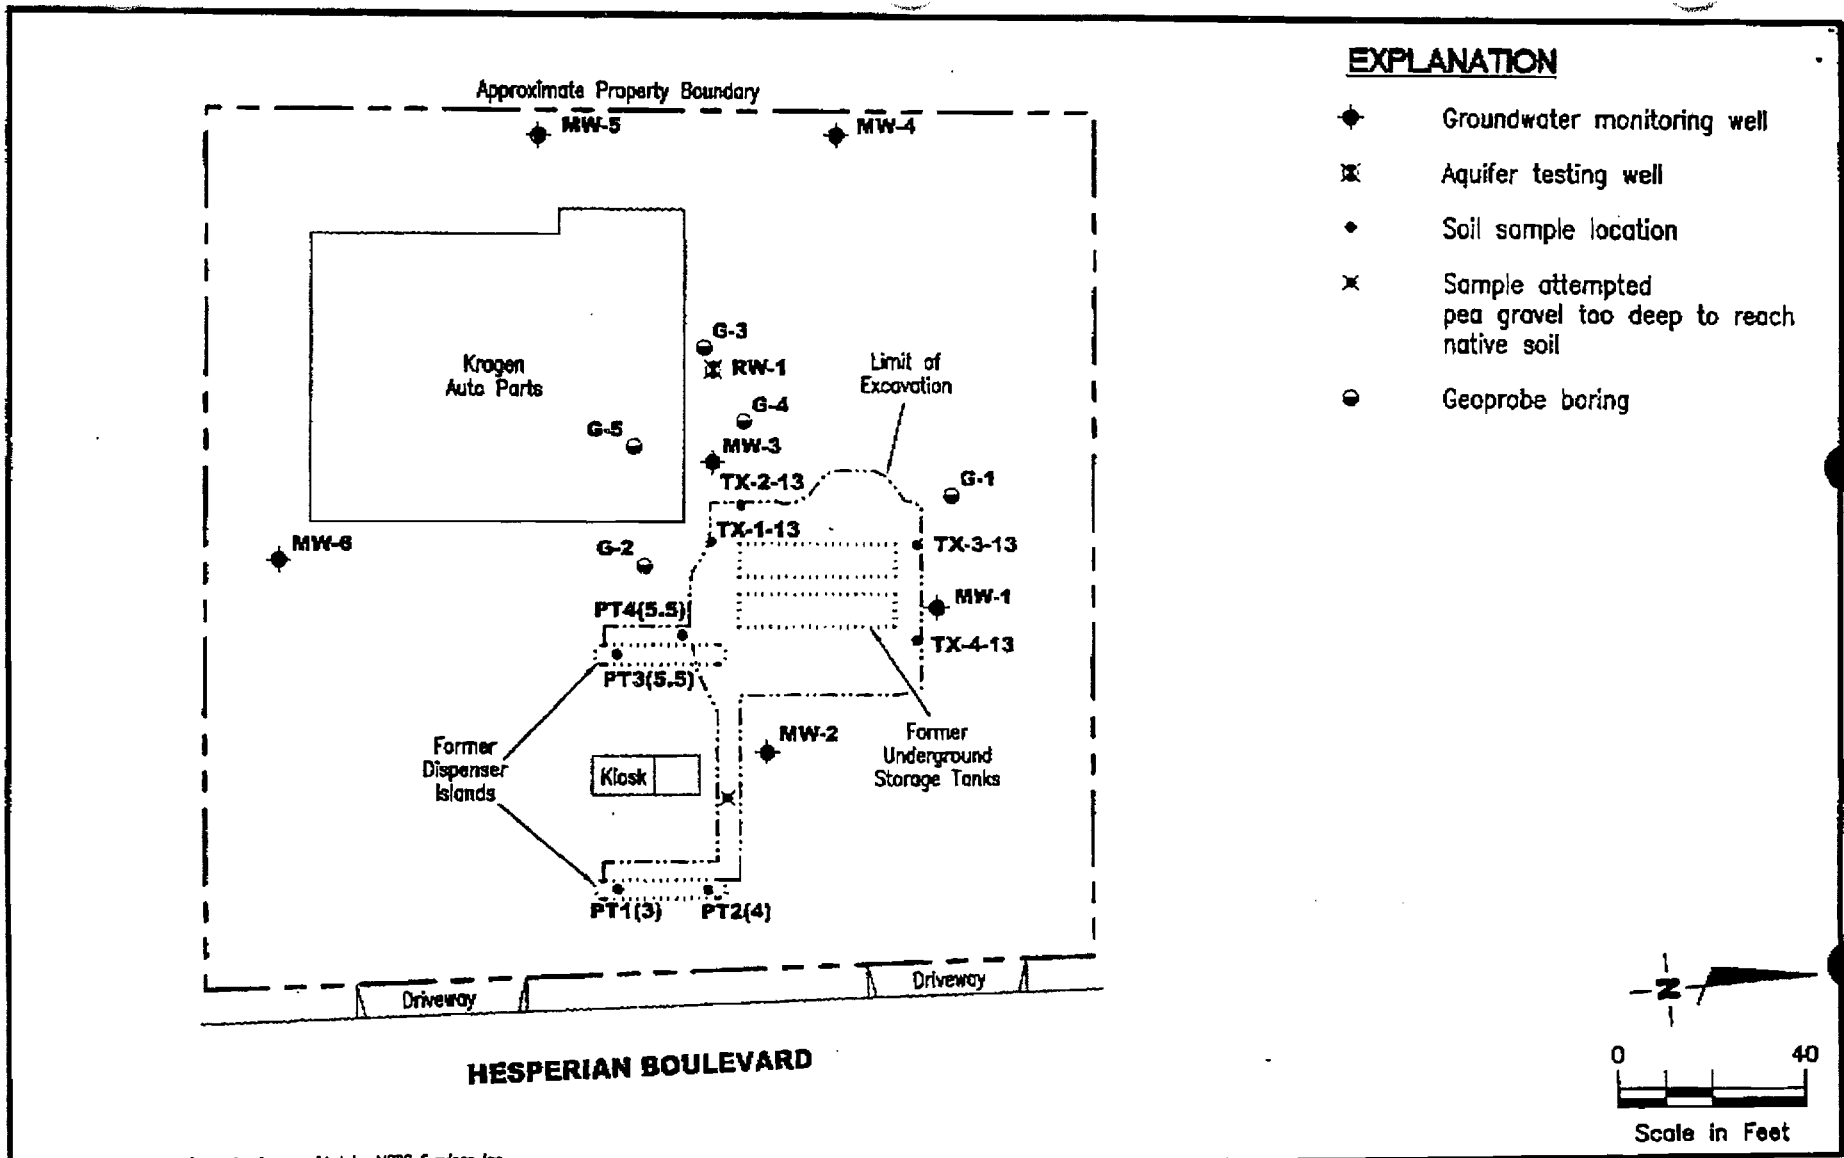 EXPLANATION
Groundwater monitoring well
Aquifer testing well
Soil sample location
Sample attempted
pea gravel too deep to reach
native soil
Geoprobe boring
Approximate Property Boundary
MW-5
MW-4
G-3
RW-1
Kragen
Auto Parts
Limit of
Excavation
G-4
G-5
MW-3
TX-2-13
G-1
TX-1-13
MW-6
G-2
TX-3-13
PT4(5.5)
MW-1
TX-4-13
PT3(5.5)
MW-2
Former
Dispenser
Islands
Former
Underground
Storage Tanks
Kiosk
PT1(3)
PT2(4)
Driveway
Driveway
HESPERIAN BOULEVARD
N
0 40
Scale in Feet